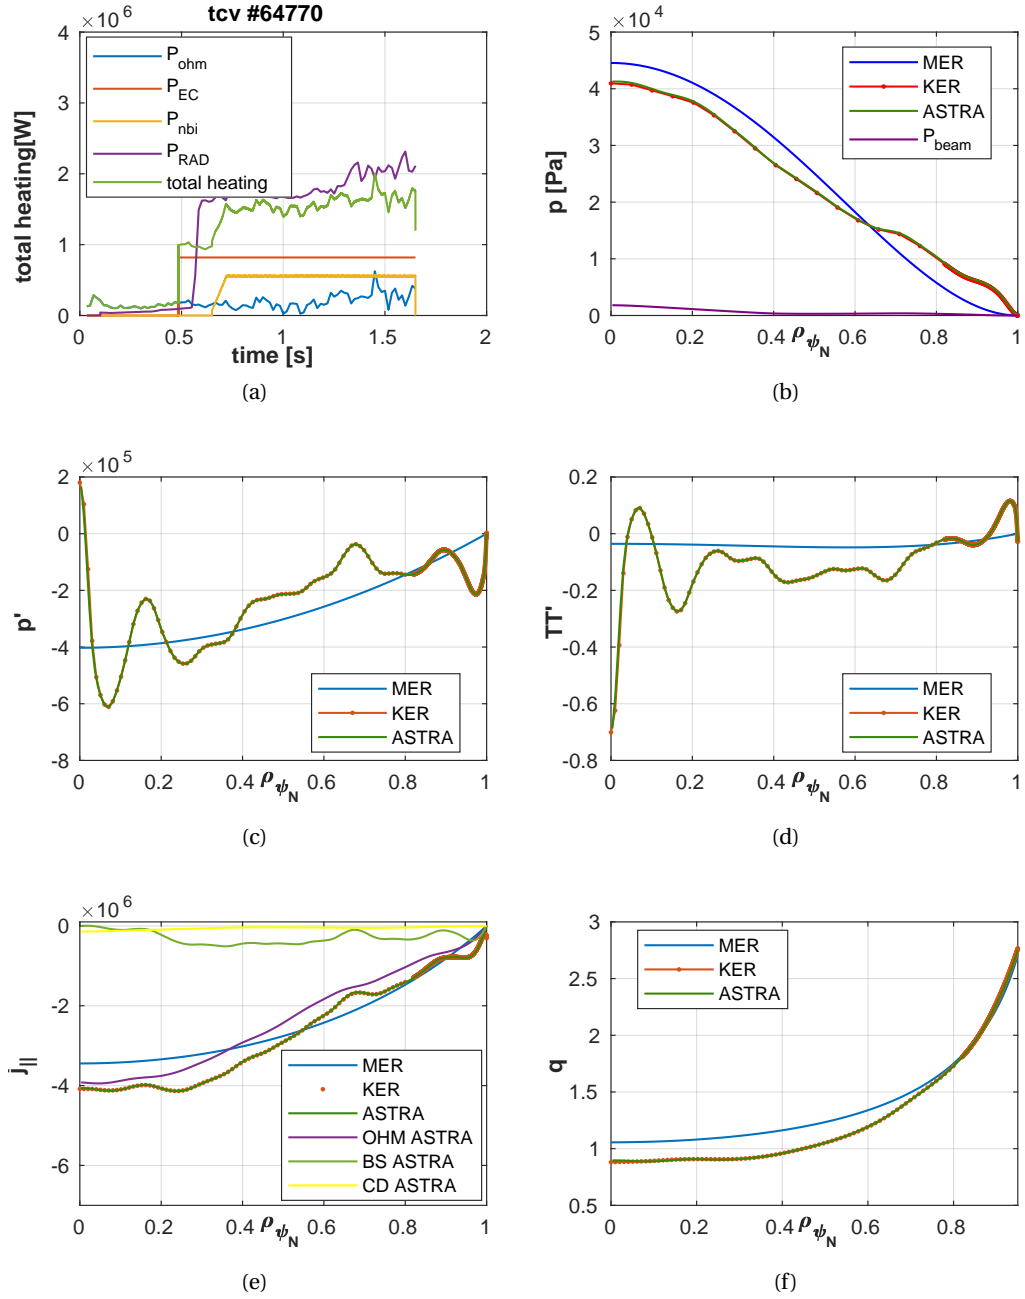 tcv #64770
×10^6
4
3
2
1
0
total heating[W]
P_ohm
P_EC
P_nbi
P_RAD
total heating
0 0.5 1 1.5 2
time [s]
(a)
×10^4
5
4
3
2
1
0
p [Pa]
MER
KER
ASTRA
P_beam
0 0.2 0.4 0.6 0.8 1
ρ_ψ_N
(b)
×10^5
2
0
-2
-4
-6
-8
p'
MER
KER
ASTRA
0 0.2 0.4 0.6 0.8 1
ρ_ψ_N
(c)
0.2
0
-0.2
-0.4
-0.6
-0.8
TT'
MER
KER
ASTRA
0 0.2 0.4 0.6 0.8 1
ρ_ψ_N
(d)
×10^6
0
-2
-4
-6
j_||
MER
KER
ASTRA
OHM ASTRA
BS ASTRA
CD ASTRA
0 0.2 0.4 0.6 0.8 1
ρ_ψ_N
(e)
3
2.5
2
1.5
1
0.5
q
MER
KER
ASTRA
0 0.2 0.4 0.6 0.8
ρ_ψ_N
(f)